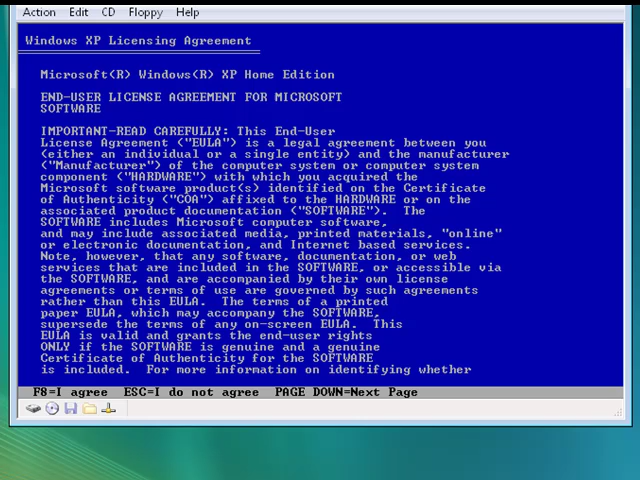 Action Edit CD Floppy Help
Windows XP Licensing Agreement
Microsoft(R) Windows(R) XP Home Edition
END-USER LICENSE AGREEMENT FOR MICROSOFT
SOFTWARE
IMPORTANT-READ CAREFULLY: This End-User
License Agreement ("EULA") is a legal agreement between you
(either an individual or a single entity) and the manufacturer
("Manufacturer") of the computer system or computer system
component ("HARDWARE") with which you acquired the
Microsoft software product(s) identified on the Certificate
of Authenticity ("COA") affixed to the HARDWARE or on the
associated product documentation ("SOFTWARE"). The
SOFTWARE includes Microsoft computer software,
and may include associated media, printed materials, "online"
or electronic documentation, and Internet based services.
Note, however, that any software, documentation, or web
services that are included in the SOFTWARE, or accessible via
the SOFTWARE, and are accompanied by their own license
agreements or terms of use are governed by such agreements
rather than this EULA. The terms of a printed
paper EULA, which may accompany the SOFTWARE,
supersede the terms of any on-screen EULA. This
EULA is valid and grants the end-user rights
ONLY if the SOFTWARE is genuine and a genuine
Certificate of Authenticity for the SOFTWARE
is included. For more information on identifying whether
F8=I agree ESC=I do not agree PAGE DOWN=Next Page